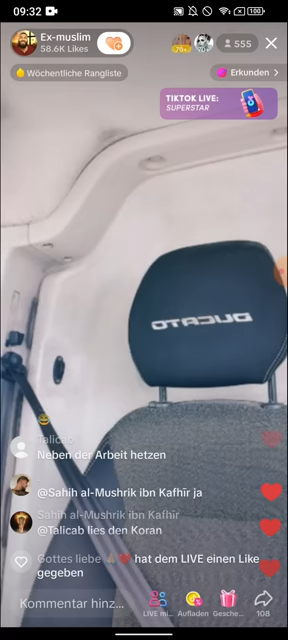 09:32
100
Ex-muslim
58.6K Likes
555
Wöchentliche Rangliste
Erkunden
TIKTOK LIVE:
SUPERSTAR
DUCATO
Talicab
Neben der Arbeit hetzen
@Sahih al-Mushrik ibn Kafhīr ja
Sahih al-Mushrik ibn Kafhīr
@Talicab lies den Koran
Gottes liebe hat dem LIVE einen Like
gegeben
Kommentar hinz...
LIVE mi...
Aufladen
Gesche...
108